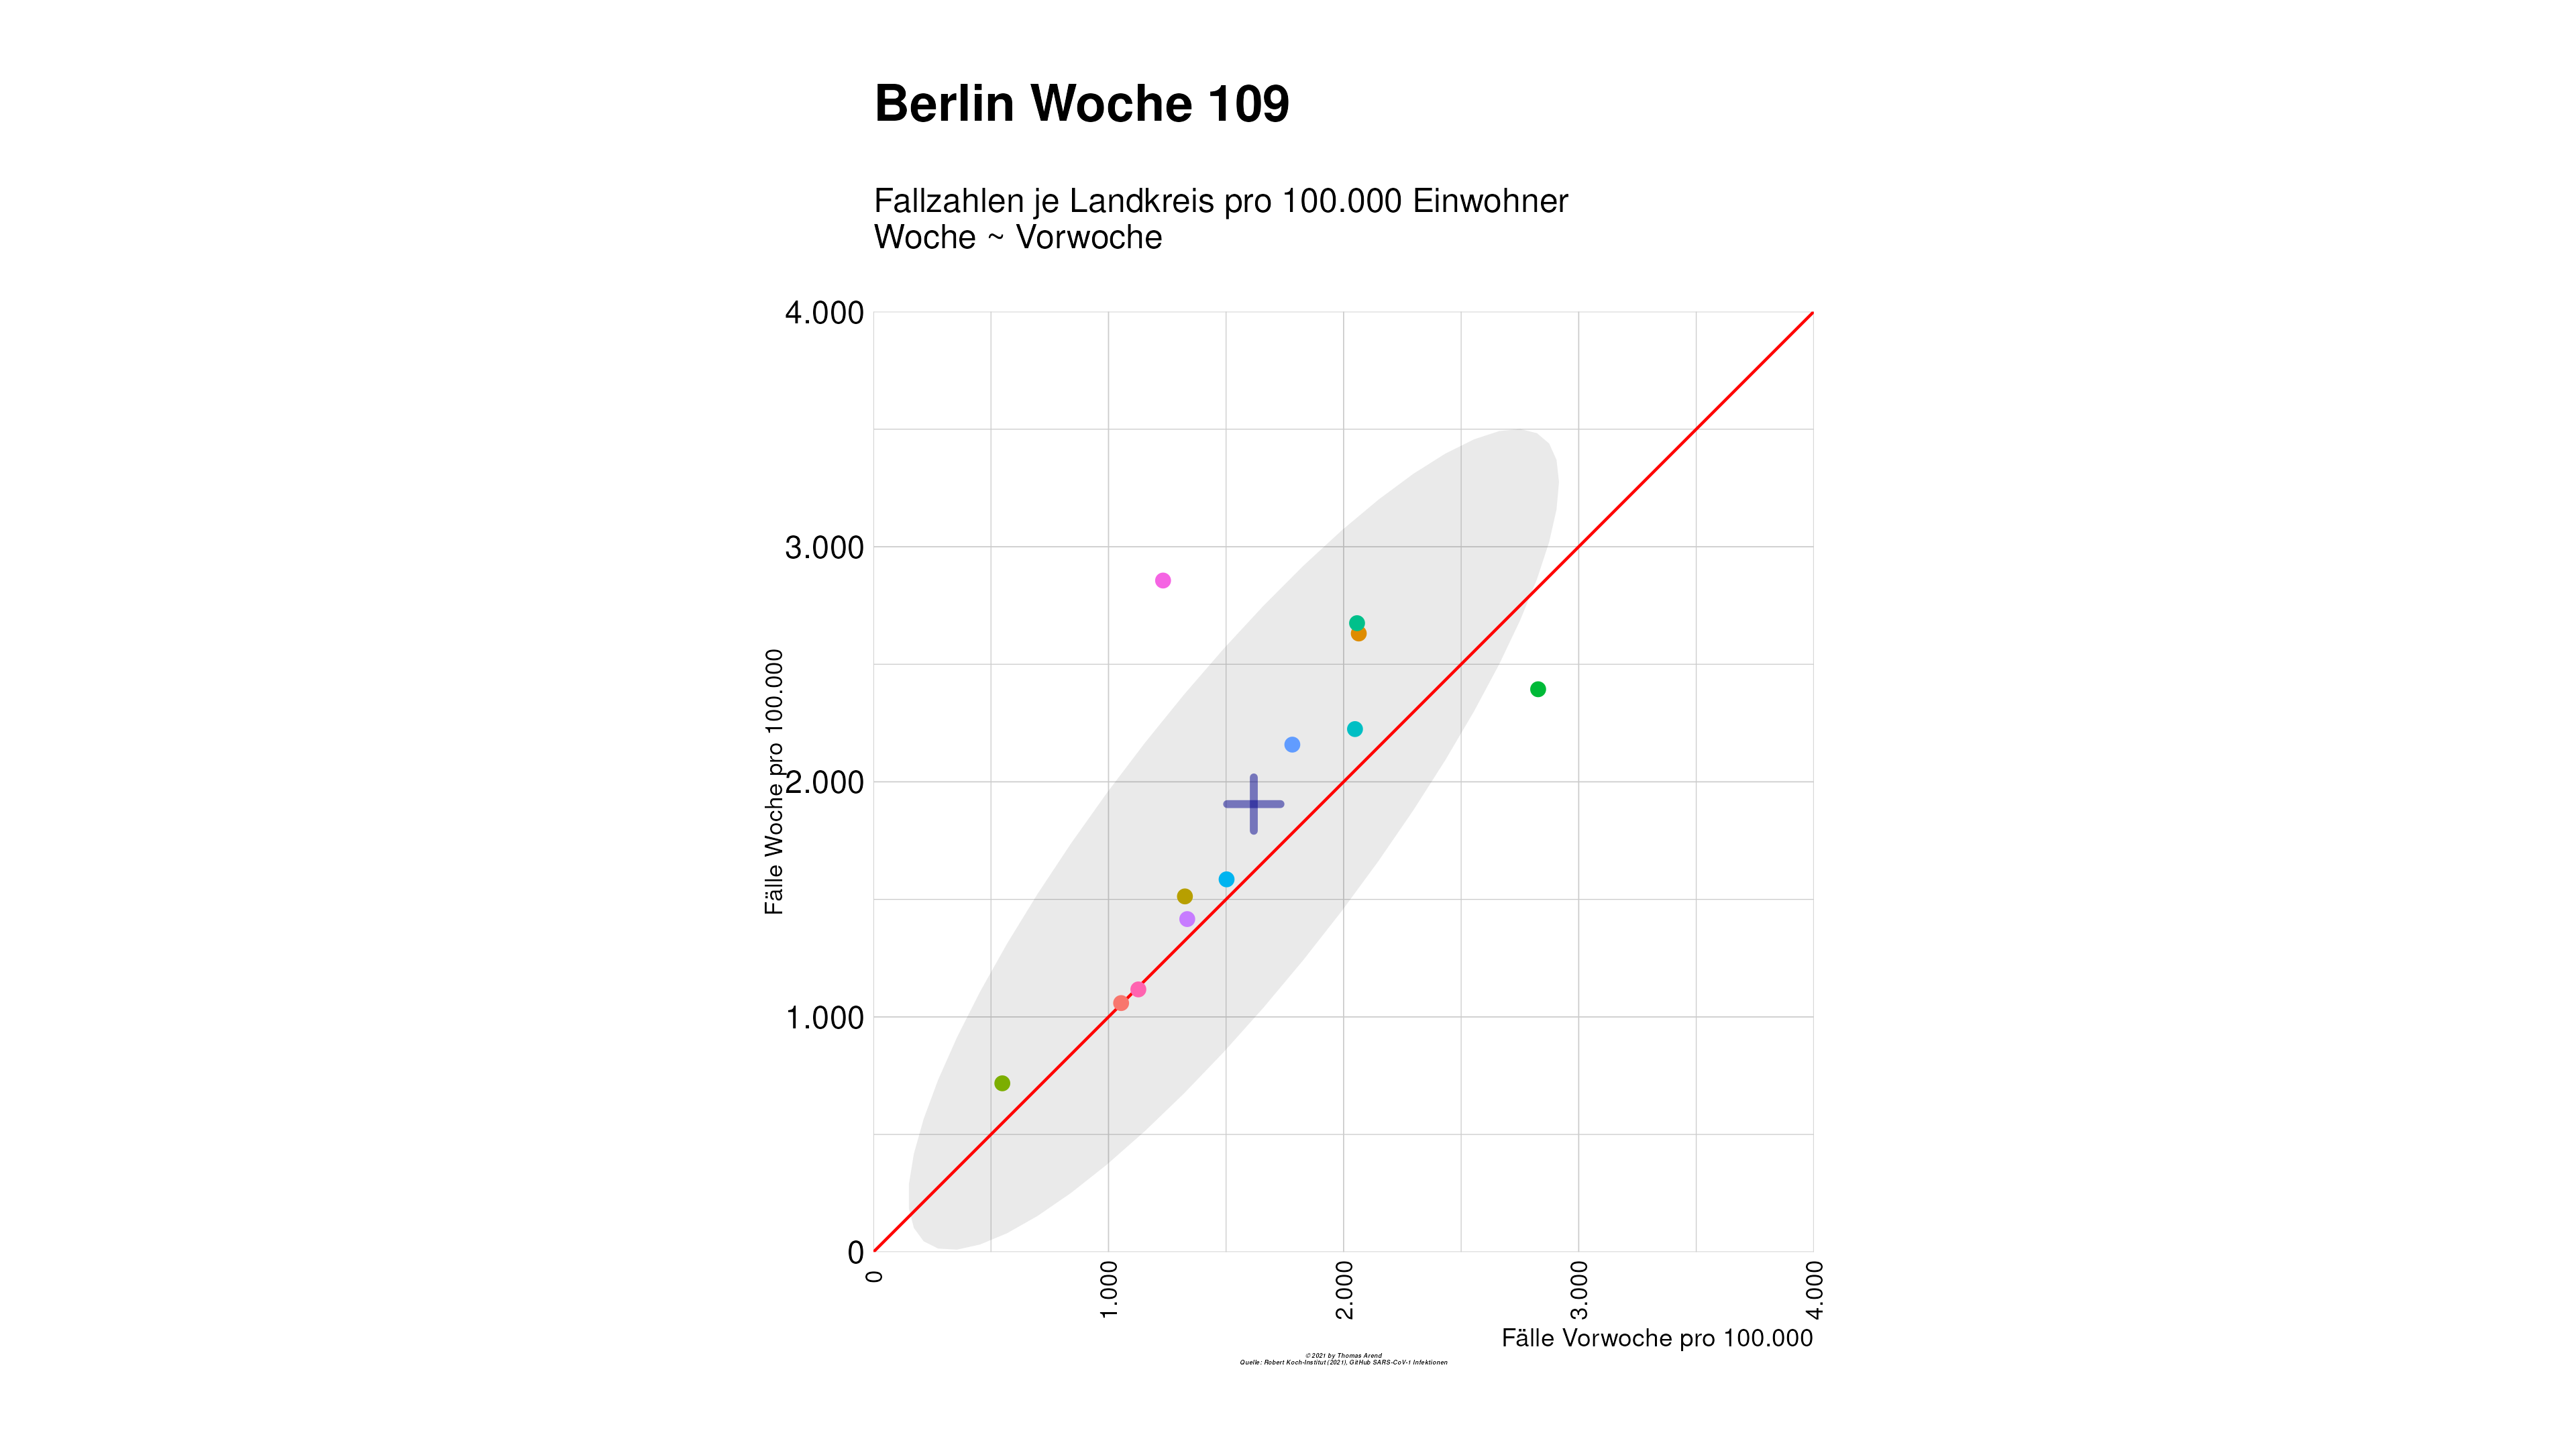 Berlin Woche 109
Fallzahlen je Landkreis pro 100.000 Einwohner
Woche ~ Vorwoche
4.000
3.000
2.000
1.000
0
Fälle Woche pro 100.000
0
1.000
2.000
3.000
4.000
Fälle Vorwoche pro 100.000
© 2021 by Thomas Arend
Quelle: Robert Koch-Institut (2021), GitHub SARS-CoV-1 Infektionen